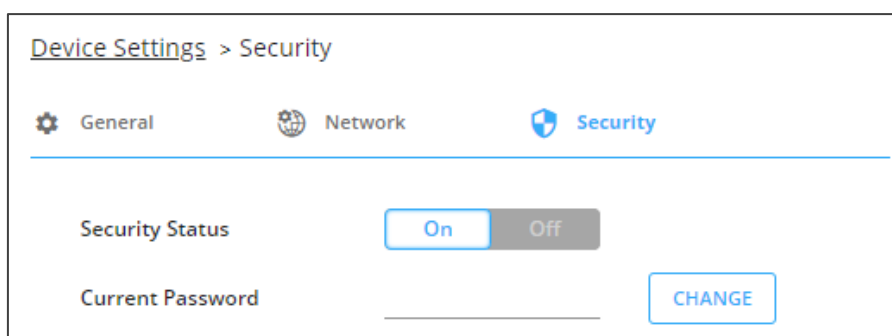 Device Settings > Security
General Network Security
Security Status On Off
Current Password CHANGE